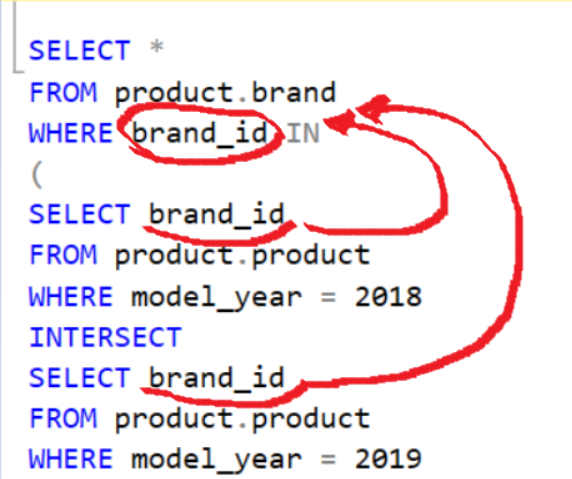 SELECT *
FROM product.brand
WHERE brand_id IN
(
SELECT brand_id
FROM product.product
WHERE model_year = 2018
INTERSECT
SELECT brand_id
FROM product.product
WHERE model_year = 2019